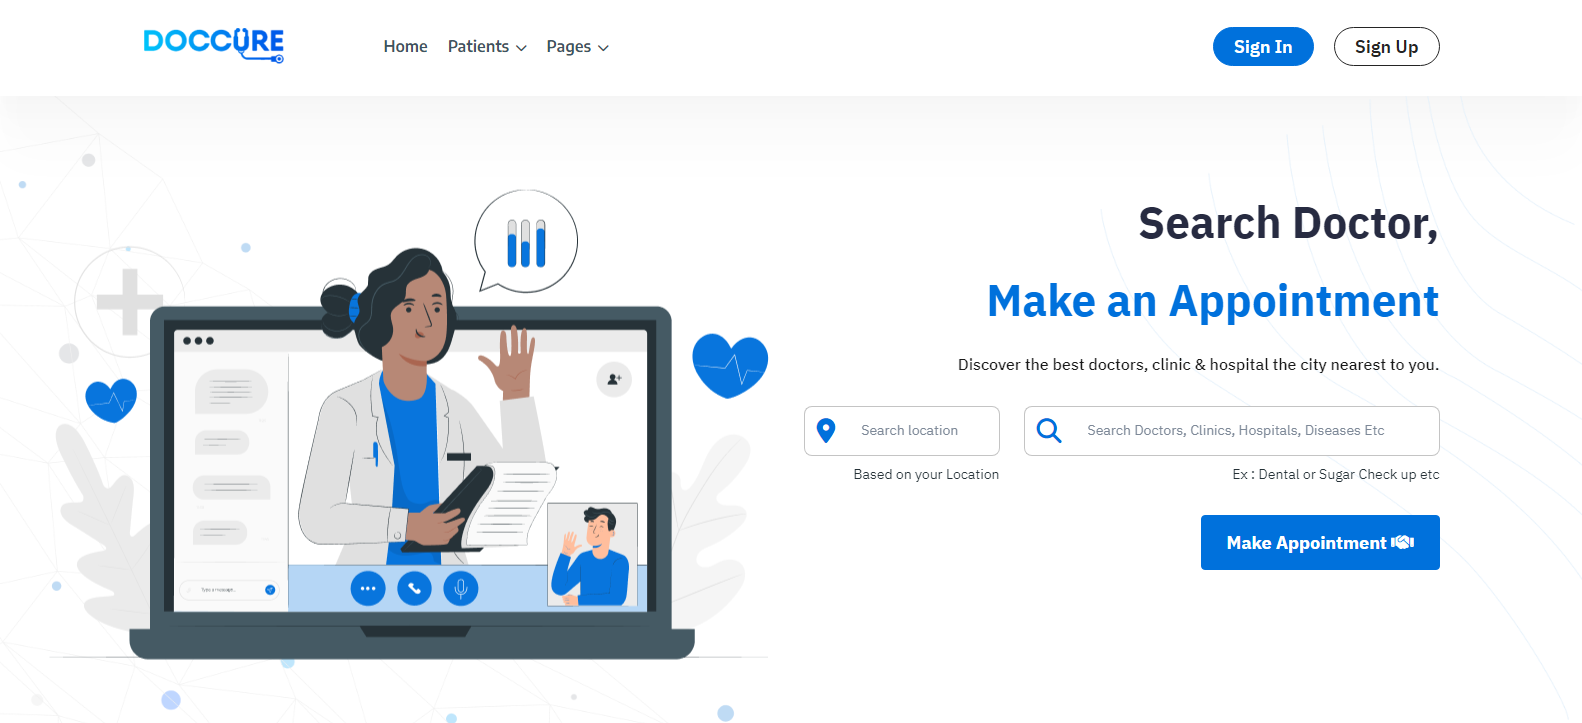 DOCCURE
Home Patients Pages
Sign In Sign Up
Search Doctor,
Make an Appointment
Discover the best doctors, clinic & hospital the city nearest to you.
Search location
Search Doctors, Clinics, Hospitals, Diseases Etc
Based on your Location
Ex : Dental or Sugar Check up etc
Make Appointment
Type a message...